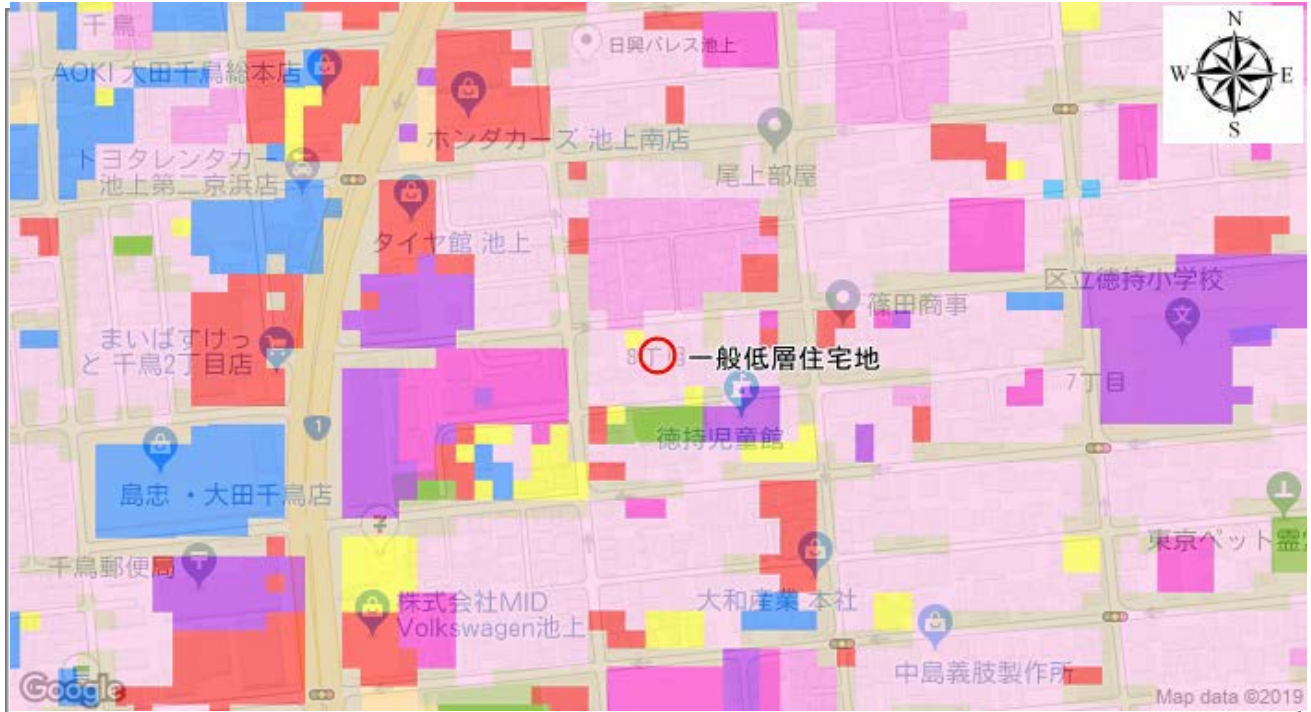 千鳥
日興パレス池上
N
W
E
S
AOKI 大田千鳥総本店
ホンダカーズ 池上南店
トヨタレンタカー
池上第二京浜店
尾上部屋
タイヤ館 池上
区立徳持小学校
文
篠田商事
まいばすけっ
と 千鳥2丁目店
8丁目
一般低層住宅地
7丁目
1
徳持児童館
島忠・大田千鳥店
東京ペット霊
千鳥郵便局
〒
株式会社MID
Volkswagen池上
大和産業 本社
中島義肢製作所
Google
Map data ©2019